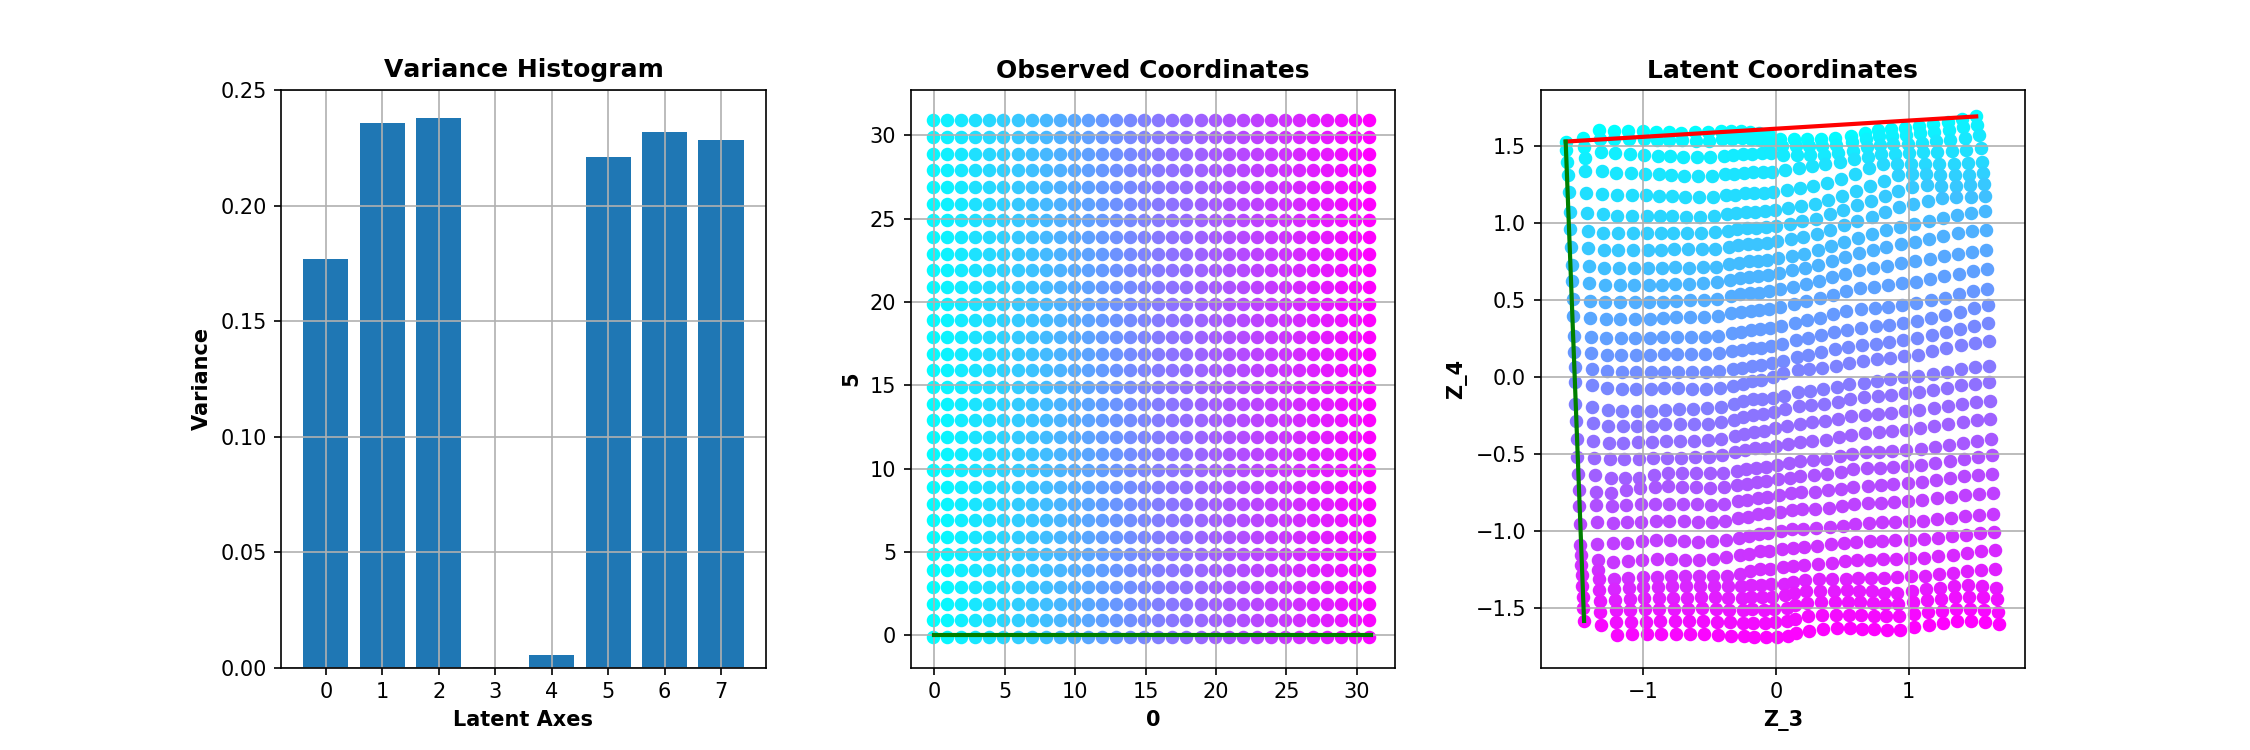 Variance Histogram
Variance
0.25
0.20
0.15
0.10
0.05
0.00
0 1 2 3 4 5 6 7
Latent Axes
Observed Coordinates
5
30
25
20
15
10
5
0
0 5 10 15 20 25 30
0
Latent Coordinates
Z_4
1.5
1.0
0.5
0.0
−0.5
−1.0
−1.5
−1 0 1
Z_3